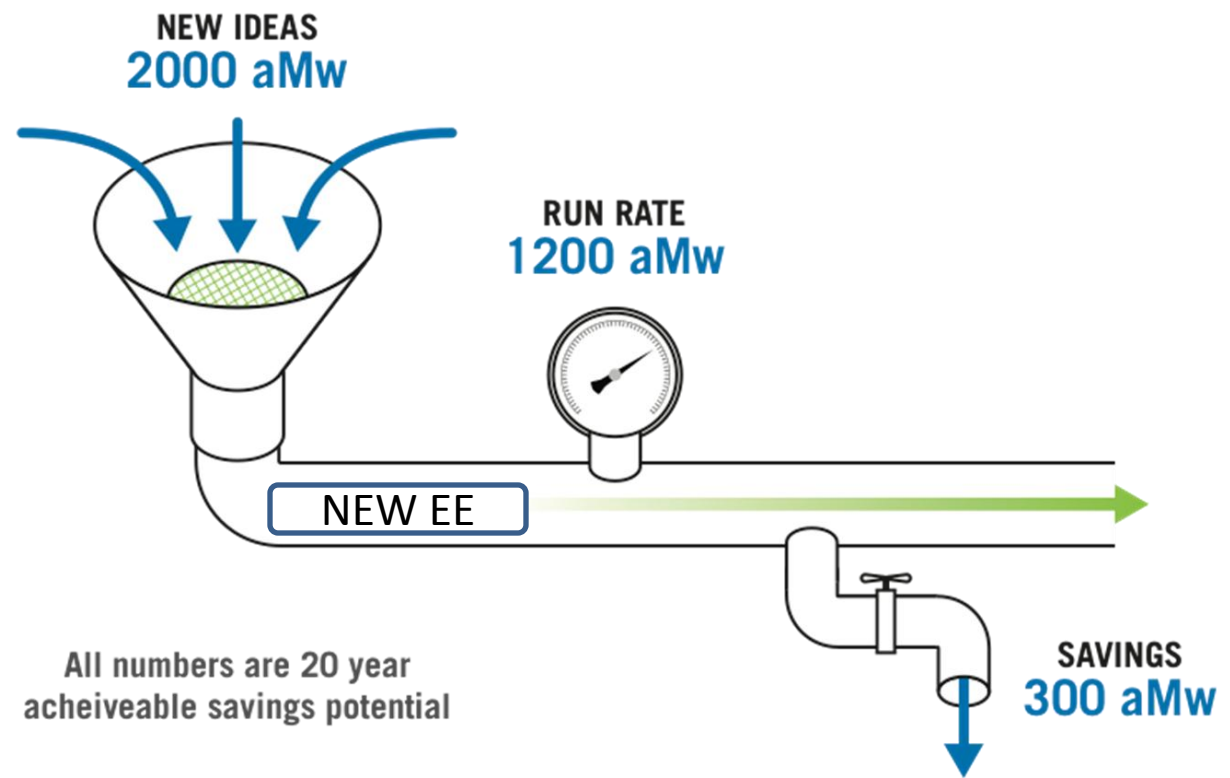 NEW IDEAS
2000 aMw
RUN RATE
1200 aMw
NEW EE
All numbers are 20 year
acheiveable savings potential
SAVINGS
300 aMw